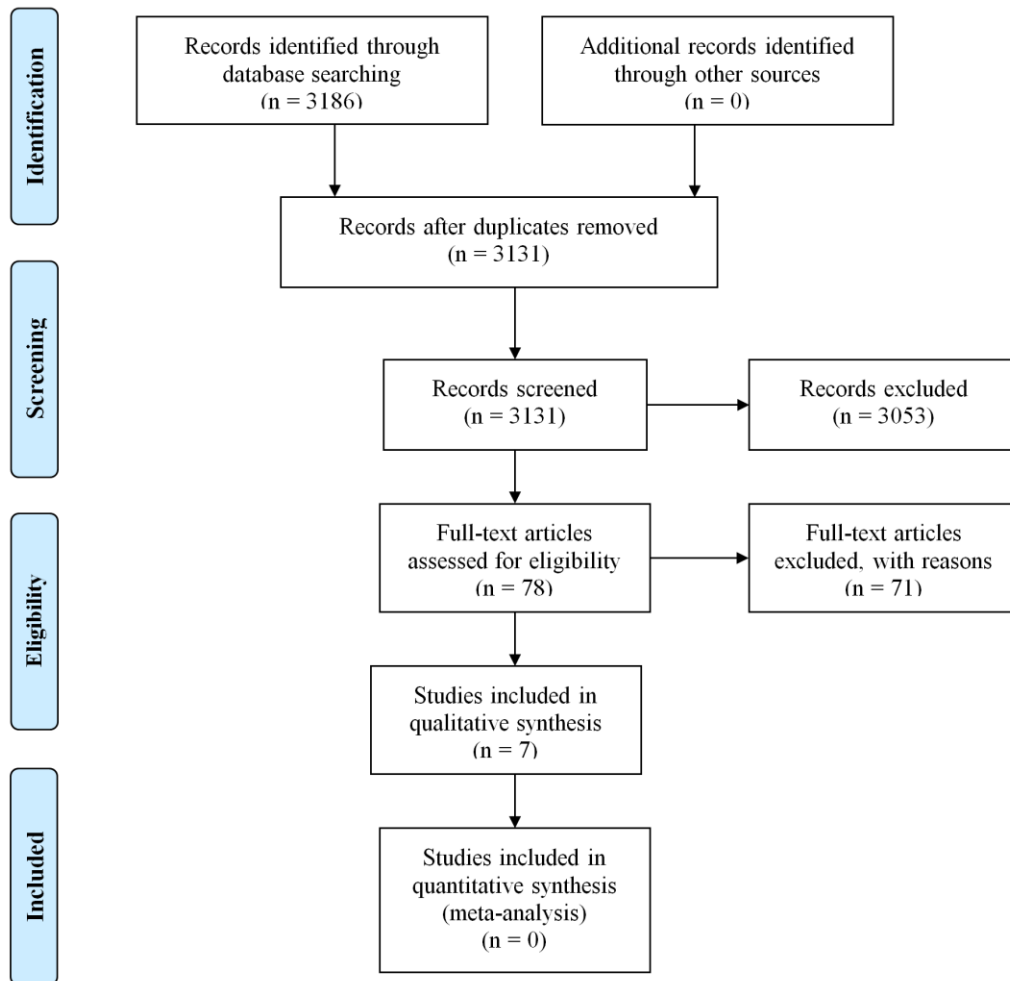 Identification
Records identified through
database searching
(n = 3186)
Additional records identified
through other sources
(n = 0)
Records after duplicates removed
(n = 3131)
Screening
Records screened
(n = 3131)
Records excluded
(n = 3053)
Eligibility
Full-text articles
assessed for eligibility
(n = 78)
Full-text articles
excluded, with reasons
(n = 71)
Studies included in
qualitative synthesis
(n = 7)
Included
Studies included in
quantitative synthesis
(meta-analysis)
(n = 0)